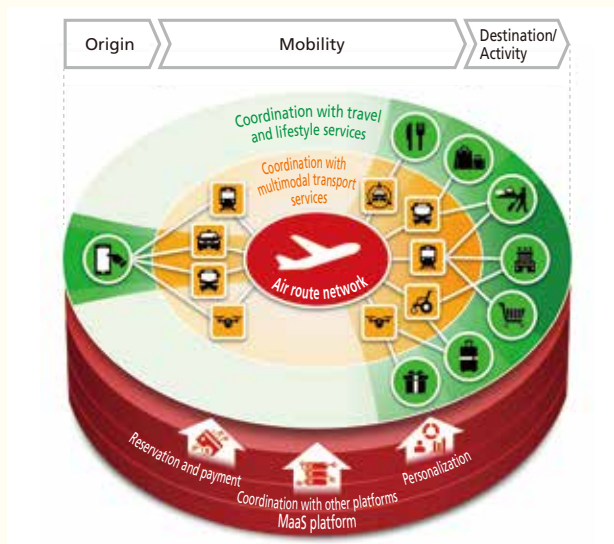 Origin
Mobility
Destination/
Activity
Coordination with travel
and lifestyle services
Coordination with
multimodal transport
services
Air route network
Reservation and payment
Coordination with other platforms
Personalization
MaaS platform